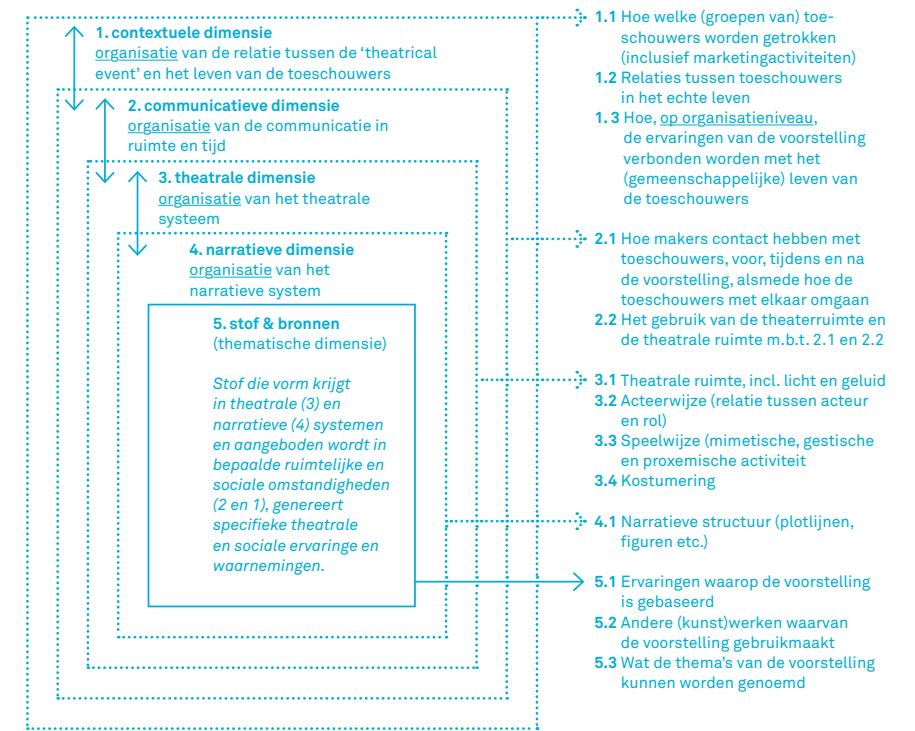 1. contextuele dimensie
organisatie van de relatie tussen de ‘theatrical
event’ en het leven van de toeschouwers
2. communicatieve dimensie
organisatie van de communicatie in
ruimte en tijd
3. theatrale dimensie
organisatie van het theatrale
systeem
4. narratieve dimensie
organisatie van het
narratieve system
5. stof & bronnen
(thematische dimensie)
Stof die vorm krijgt
in theatrale (3) en
narratieve (4) systemen
en aangeboden wordt in
bepaalde ruimtelijke en
sociale omstandigheden
(2 en 1), genereert
specifieke theatrale
en sociale ervaringe en
waarnemingen.
1.1 Hoe welke (groepen van) toe-
schouwers worden getrokken
(inclusief marketingactiviteiten)
1.2 Relaties tussen toeschouwers
in het echte leven
1. 3 Hoe, op organisatieniveau,
de ervaringen van de voorstelling
verbonden worden met het
(gemeenschappelijke) leven van
de toeschouwers
2.1 Hoe makers contact hebben met
toeschouwers, voor, tijdens en na
de voorstelling, alsmede hoe de
toeschouwers met elkaar omgaan
2.2 Het gebruik van de theaterruimte en
de theatrale ruimte m.b.t. 2.1 en 2.2
3.1 Theatrale ruimte, incl. licht en geluid
3.2 Acteerwijze (relatie tussen acteur
en rol)
3.3 Speelwijze (mimetische, gestische
en proxemische activiteit
3.4 Kostumering
4.1 Narratieve structuur (plotlijnen,
figuren etc.)
5.1 Ervaringen waarop de voorstelling
is gebaseerd
5.2 Andere (kunst)werken waarvan
de voorstelling gebruikmaakt
5.3 Wat de thema’s van de voorstelling
kunnen worden genoemd